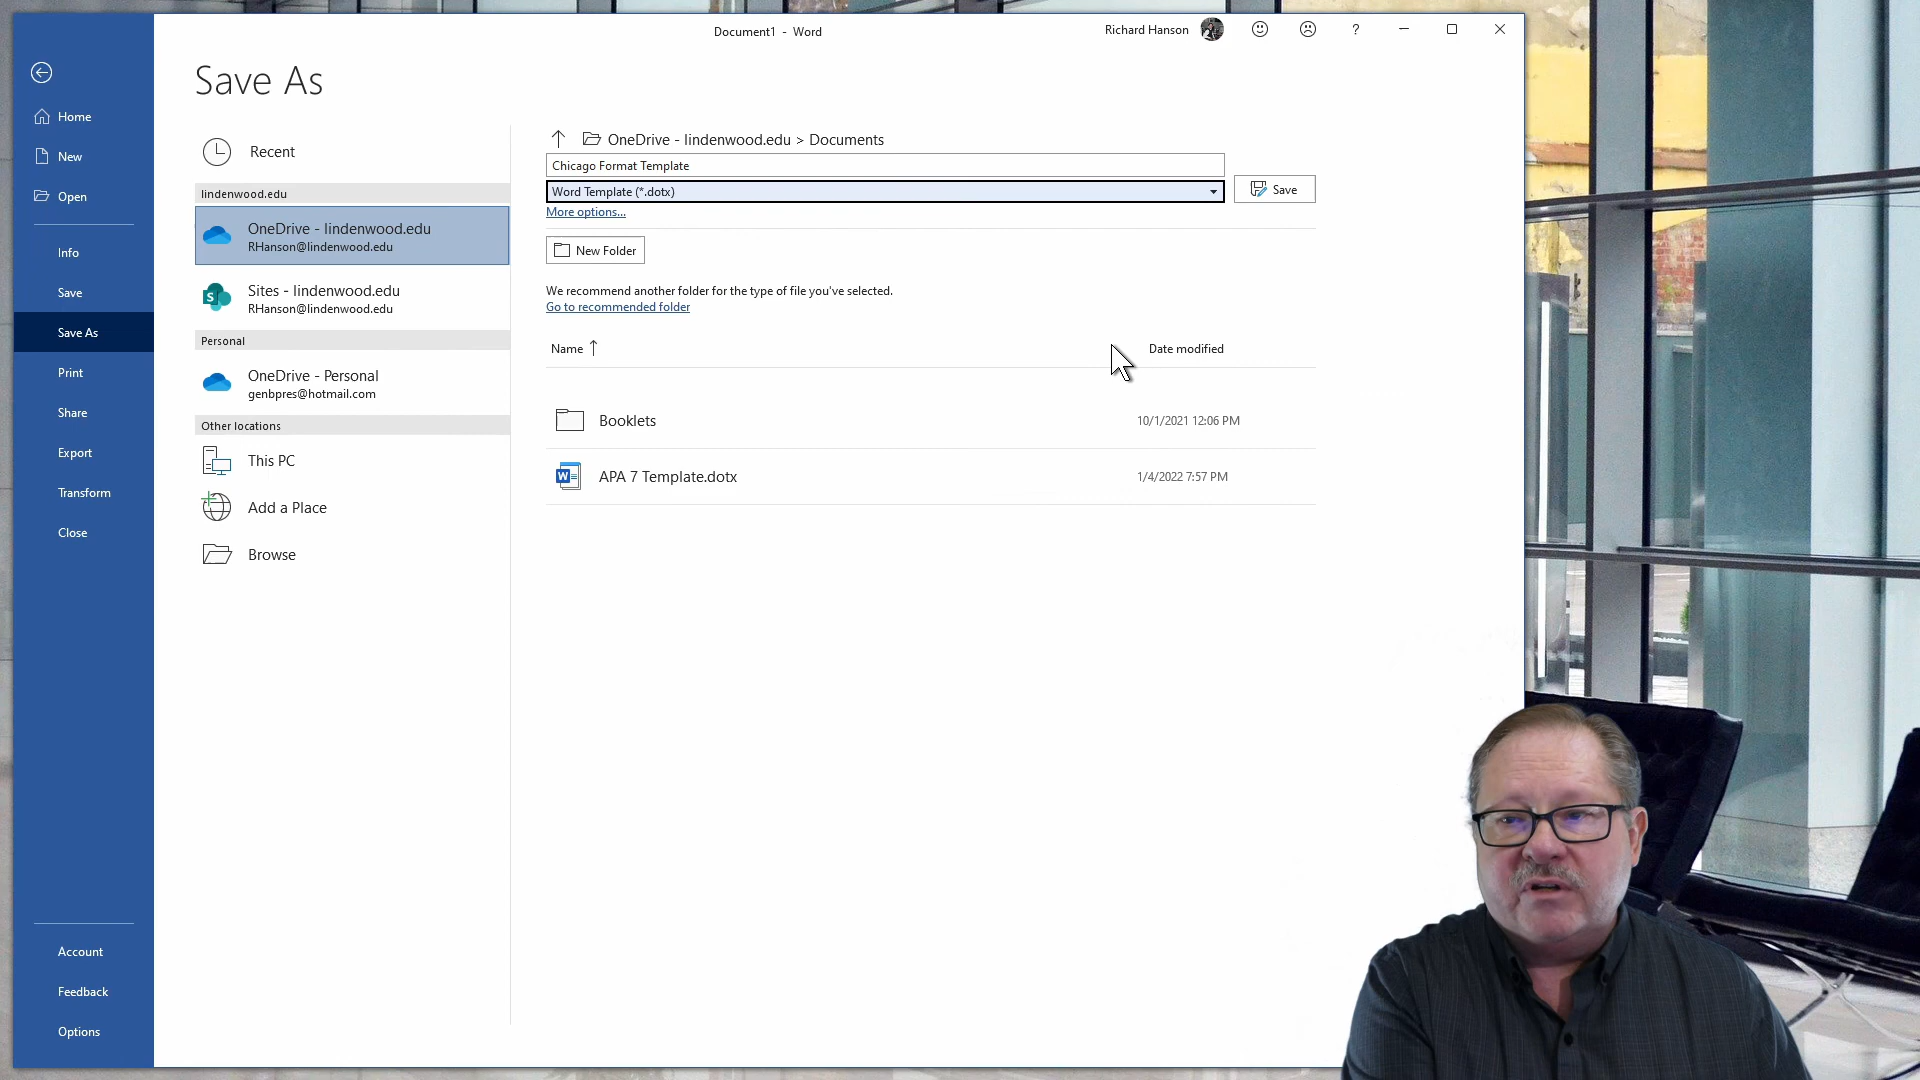 Document1 - Word
Richard Hanson
?
Save As
Home
New
Open
Info
Save
Save As
Print
Share
Export
Transform
Close
Account
Feedback
Options
Recent
lindenwood.edu
OneDrive - lindenwood.edu
RHanson@lindenwood.edu
Sites - lindenwood.edu
RHanson@lindenwood.edu
Personal
OneDrive - Personal
genbpres@hotmail.com
Other locations
This PC
Add a Place
Browse
OneDrive - lindenwood.edu > Documents
Chicago Format Template
Word Template (*.dotx)
Save
More options...
New Folder
We recommend another folder for the type of file you've selected.
Go to recommended folder
Name
Date modified
Booklets
10/1/2021 12:06 PM
APA 7 Template.dotx
1/4/2022 7:57 PM